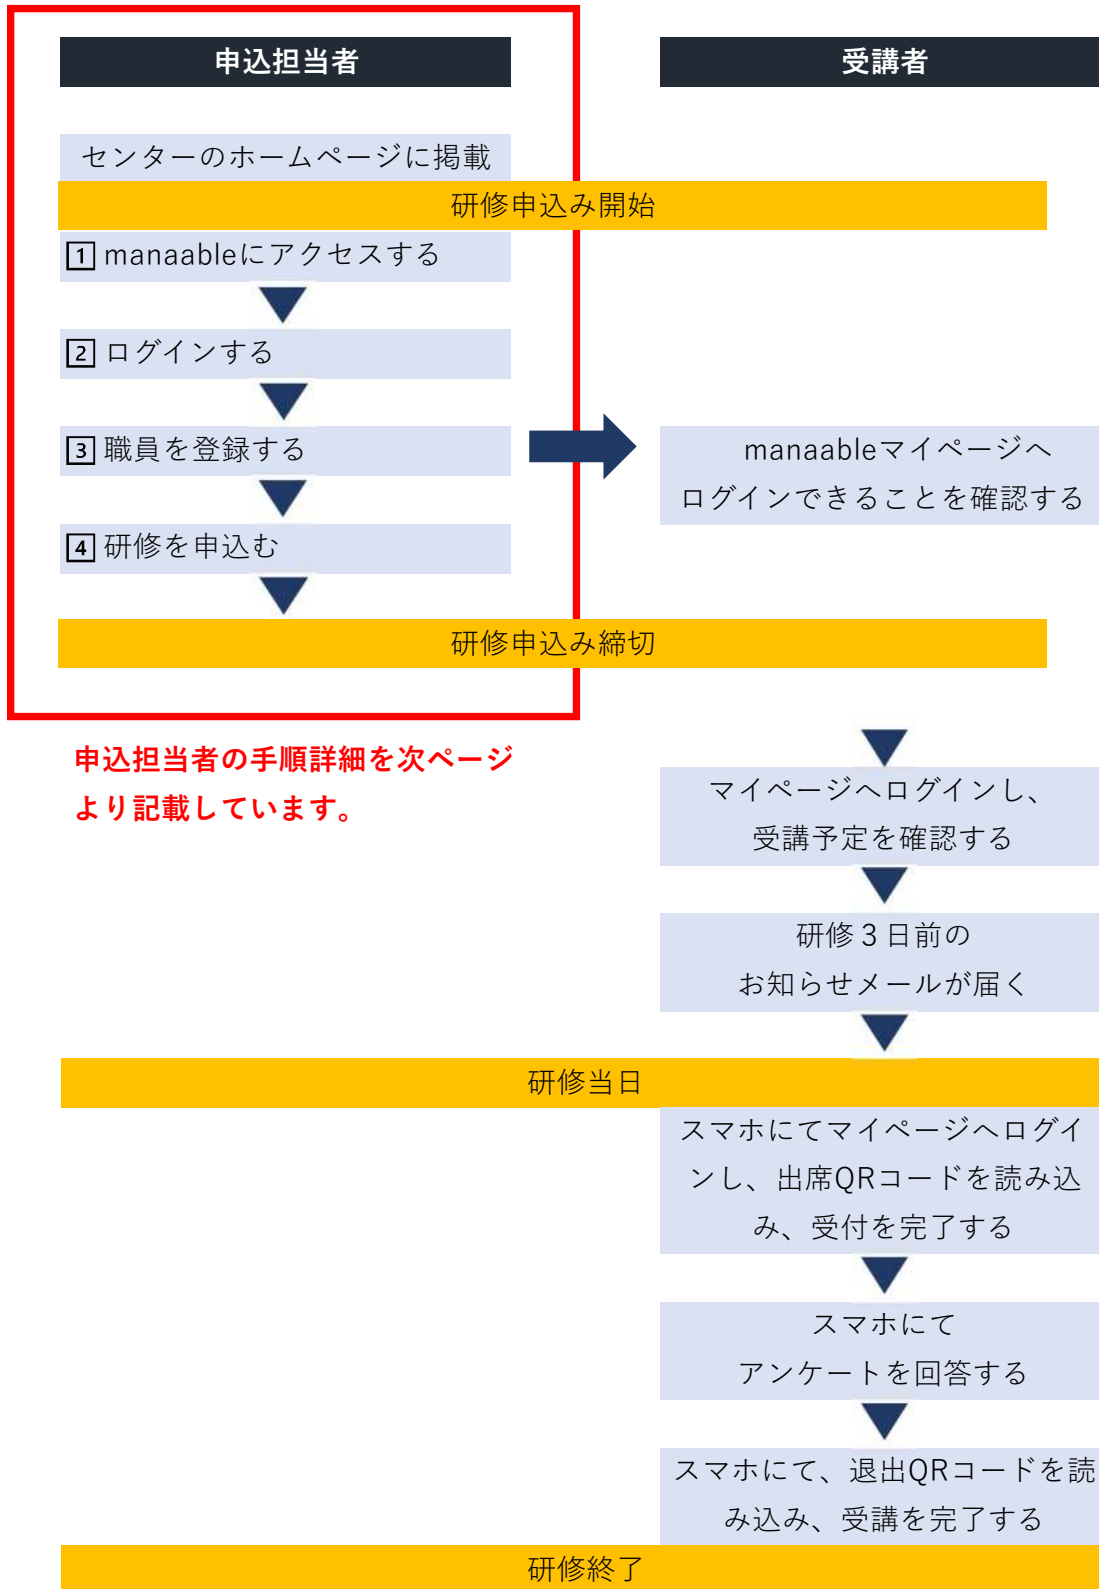 申込担当者
受講者
センターのホームページに掲載
研修申込み開始
1 manaableにアクセスする
2 ログインする
3 職員を登録する
manaableマイページへ
ログインできることを確認する
4 研修を申込む
研修申込み締切
申込担当者の手順詳細を次ページ
より記載しています。
マイページへログインし、
受講予定を確認する
研修３日前の
お知らせメールが届く
研修当日
スマホにてマイページへログイ
ンし、出席QRコードを読み込
み、受付を完了する
スマホにて
アンケートを回答する
スマホにて、退出QRコードを読
み込み、受講を完了する
研修終了